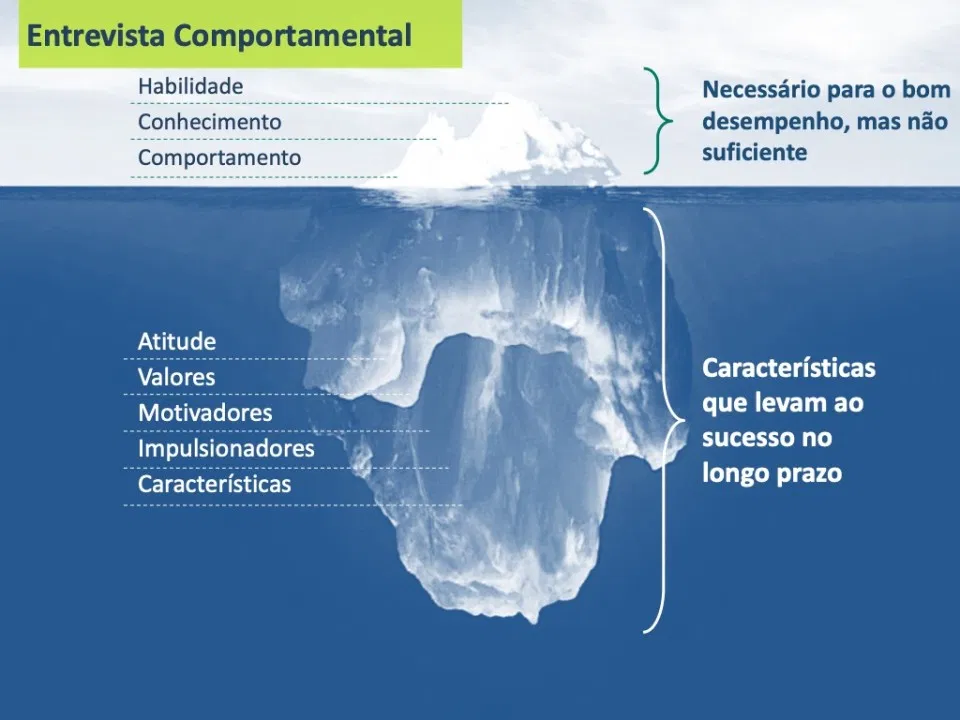 Entrevista Comportamental
Habilidade
Conhecimento
Comportamento
Necessário para o bom
desempenho, mas não
suficiente
Atitude
Valores
Motivadores
Impulsionadores
Características
Características
que levam ao
sucesso no
longo prazo